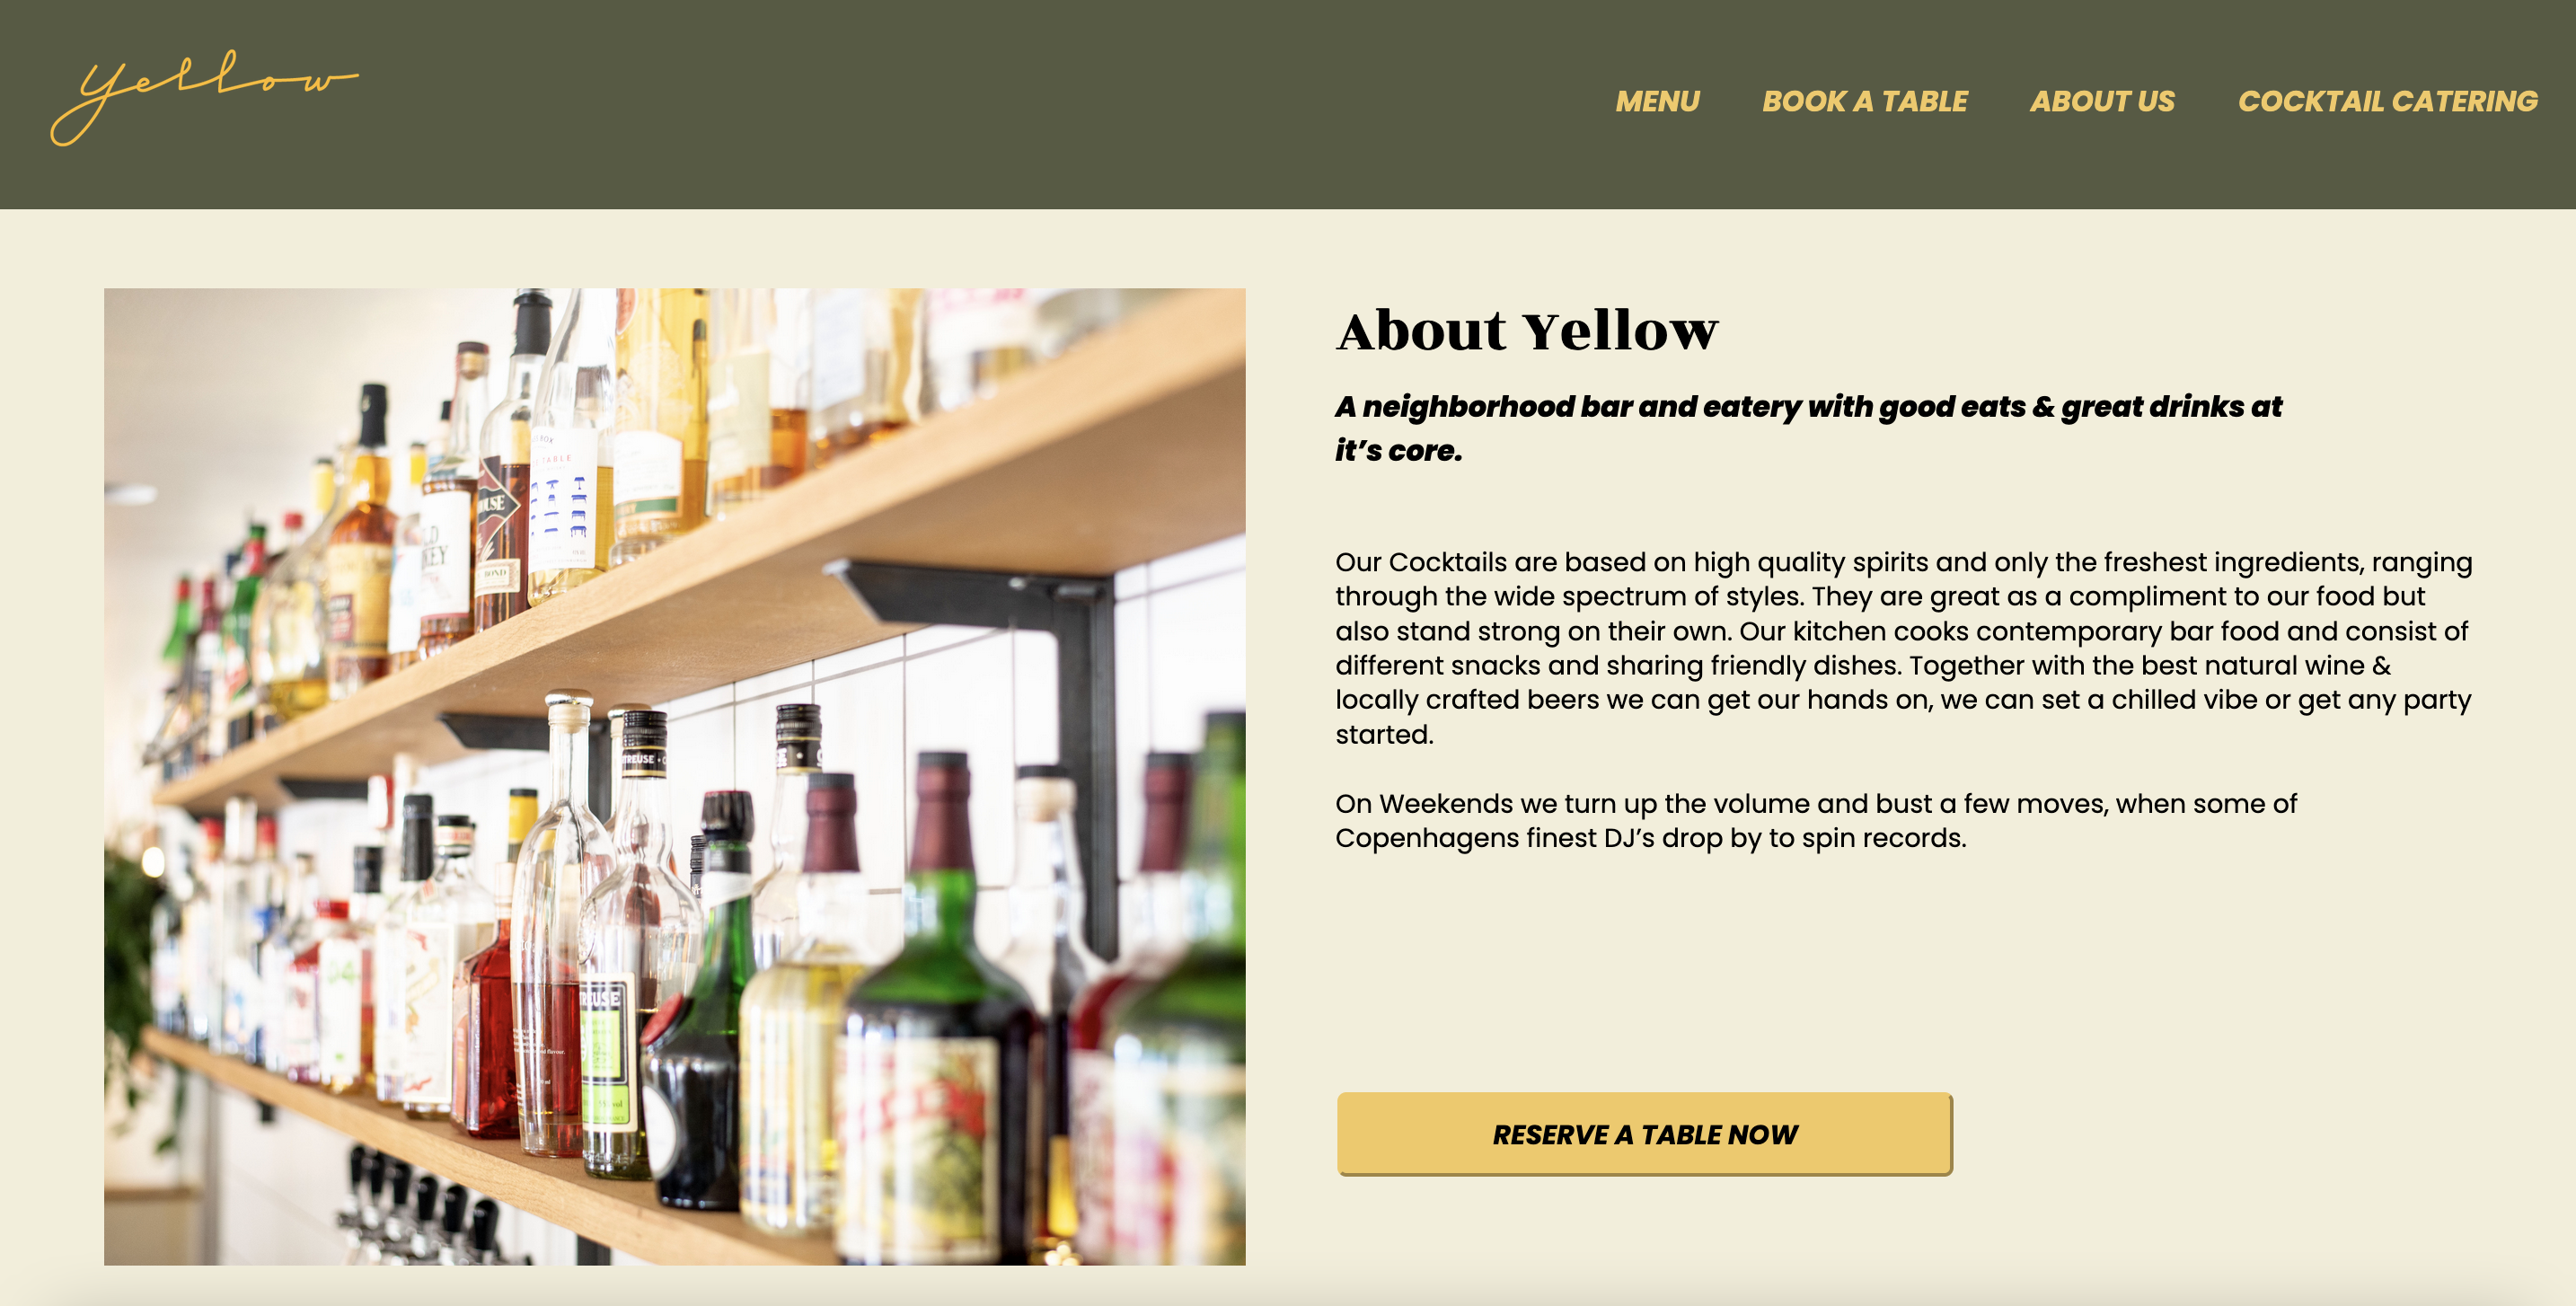 yellow
MENU BOOK A TABLE ABOUT US COCKTAIL CATERING
About Yellow
A neighborhood bar and eatery with good eats & great drinks at
it’s core.
Our Cocktails are based on high quality spirits and only the freshest ingredients, ranging
through the wide spectrum of styles. They are great as a compliment to our food but
also stand strong on their own. Our kitchen cooks contemporary bar food and consist of
different snacks and sharing friendly dishes. Together with the best natural wine &
locally crafted beers we can get our hands on, we can set a chilled vibe or get any party
started.
On Weekends we turn up the volume and bust a few moves, when some of
Copenhagens finest DJ’s drop by to spin records.
RESERVE A TABLE NOW